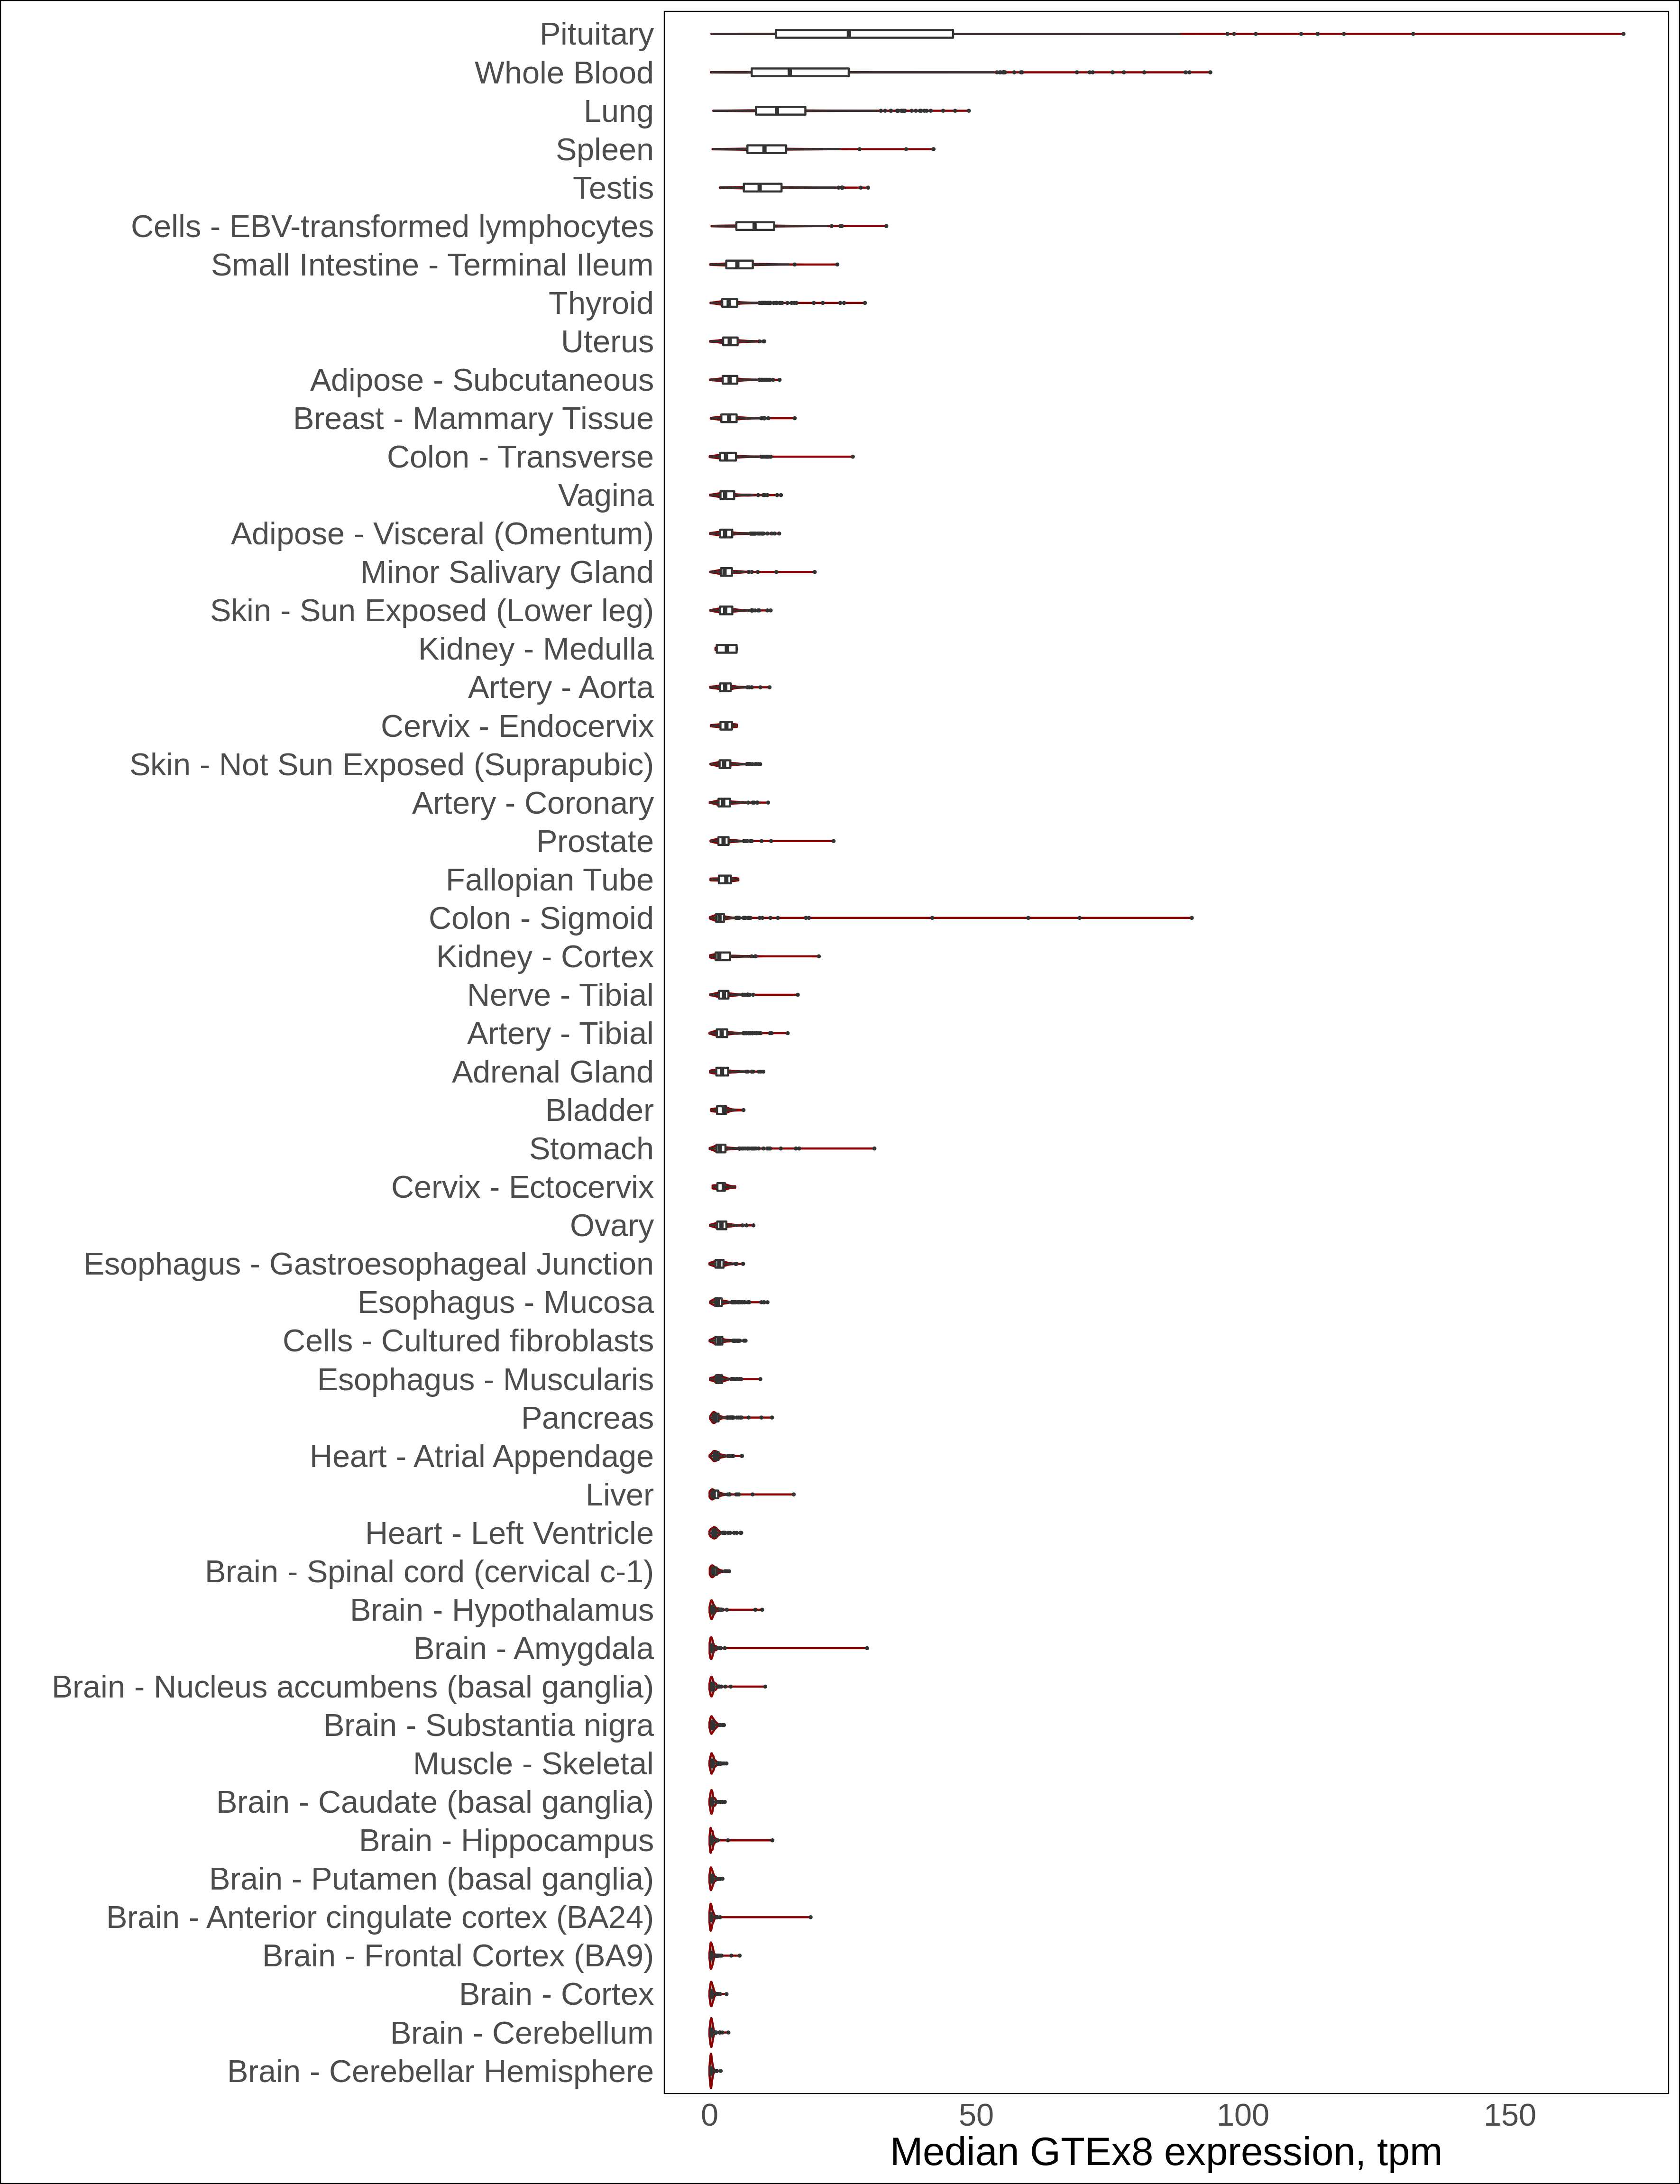 Pituitary
Whole Blood
Lung
Spleen
Testis
Cells - EBV-transformed lymphocytes
Small Intestine - Terminal Ileum
Thyroid
Uterus
Adipose - Subcutaneous
Breast - Mammary Tissue
Colon - Transverse
Vagina
Adipose - Visceral (Omentum)
Minor Salivary Gland
Skin - Sun Exposed (Lower leg)
Kidney - Medulla
Artery - Aorta
Cervix - Endocervix
Skin - Not Sun Exposed (Suprapubic)
Artery - Coronary
Prostate
Fallopian Tube
Colon - Sigmoid
Kidney - Cortex
Nerve - Tibial
Artery - Tibial
Adrenal Gland
Bladder
Stomach
Cervix - Ectocervix
Ovary
Esophagus - Gastroesophageal Junction
Esophagus - Mucosa
Cells - Cultured fibroblasts
Esophagus - Muscularis
Pancreas
Heart - Atrial Appendage
Liver
Heart - Left Ventricle
Brain - Spinal cord (cervical c-1)
Brain - Hypothalamus
Brain - Amygdala
Brain - Nucleus accumbens (basal ganglia)
Brain - Substantia nigra
Muscle - Skeletal
Brain - Caudate (basal ganglia)
Brain - Hippocampus
Brain - Putamen (basal ganglia)
Brain - Anterior cingulate cortex (BA24)
Brain - Frontal Cortex (BA9)
Brain - Cortex
Brain - Cerebellum
Brain - Cerebellar Hemisphere
0 50 100 150
Median GTEx8 expression, tpm